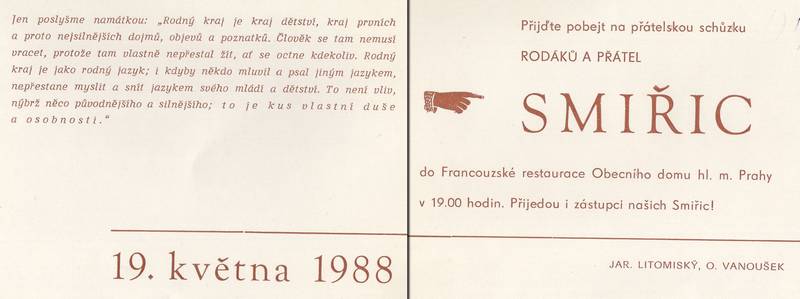 Jen poslyšme namátkou: „Rodný kraj je kraj dětství, kraj prvních
a proto nejsilnějších dojmů, objevů a poznatků. Člověk se tam nemusí
vracet, protože tam vlastně nepřestal žít, ať se octne kdekoliv. Rodný
kraj je jako rodný jazyk; i kdyby někdo mluvil a psal jiným jazykem,
nepřestane myslit a snít jazykem svého mládí a dětství. To není vliv,
nýbrž něco původnějšího a silnějšího; to je kus vlastní duše
a osobnosti.“
19. května 1988
Přijďte pobejt na přátelskou schůzku
RODÁKŮ A PŘÁTEL
SMIŘIC
do Francouzské restaurace Obecního domu hl. m. Prahy
v 19.00 hodin. Přijedou i zástupci našich Smiřic!
JAR. LITOMISKÝ, O. VANOUŠEK